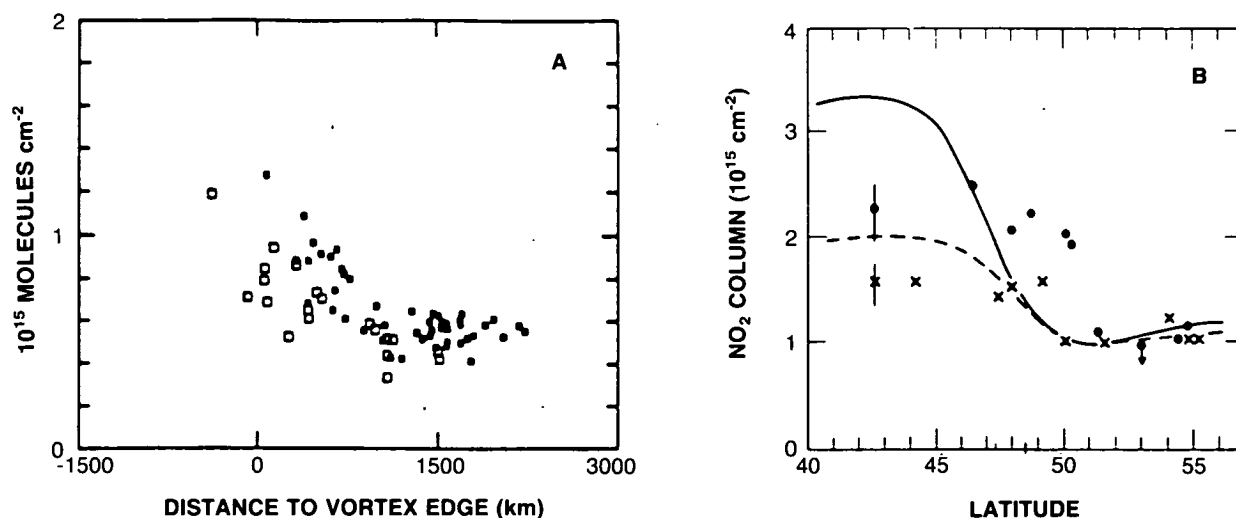 A
10¹⁵ MOLECULES cm⁻²
2
1
0
-1500
0
1500
3000
DISTANCE TO VORTEX EDGE (km)
B
NO₂ COLUMN (10¹⁵ cm⁻²)
4
3
2
1
0
40
45
50
55
LATITUDE